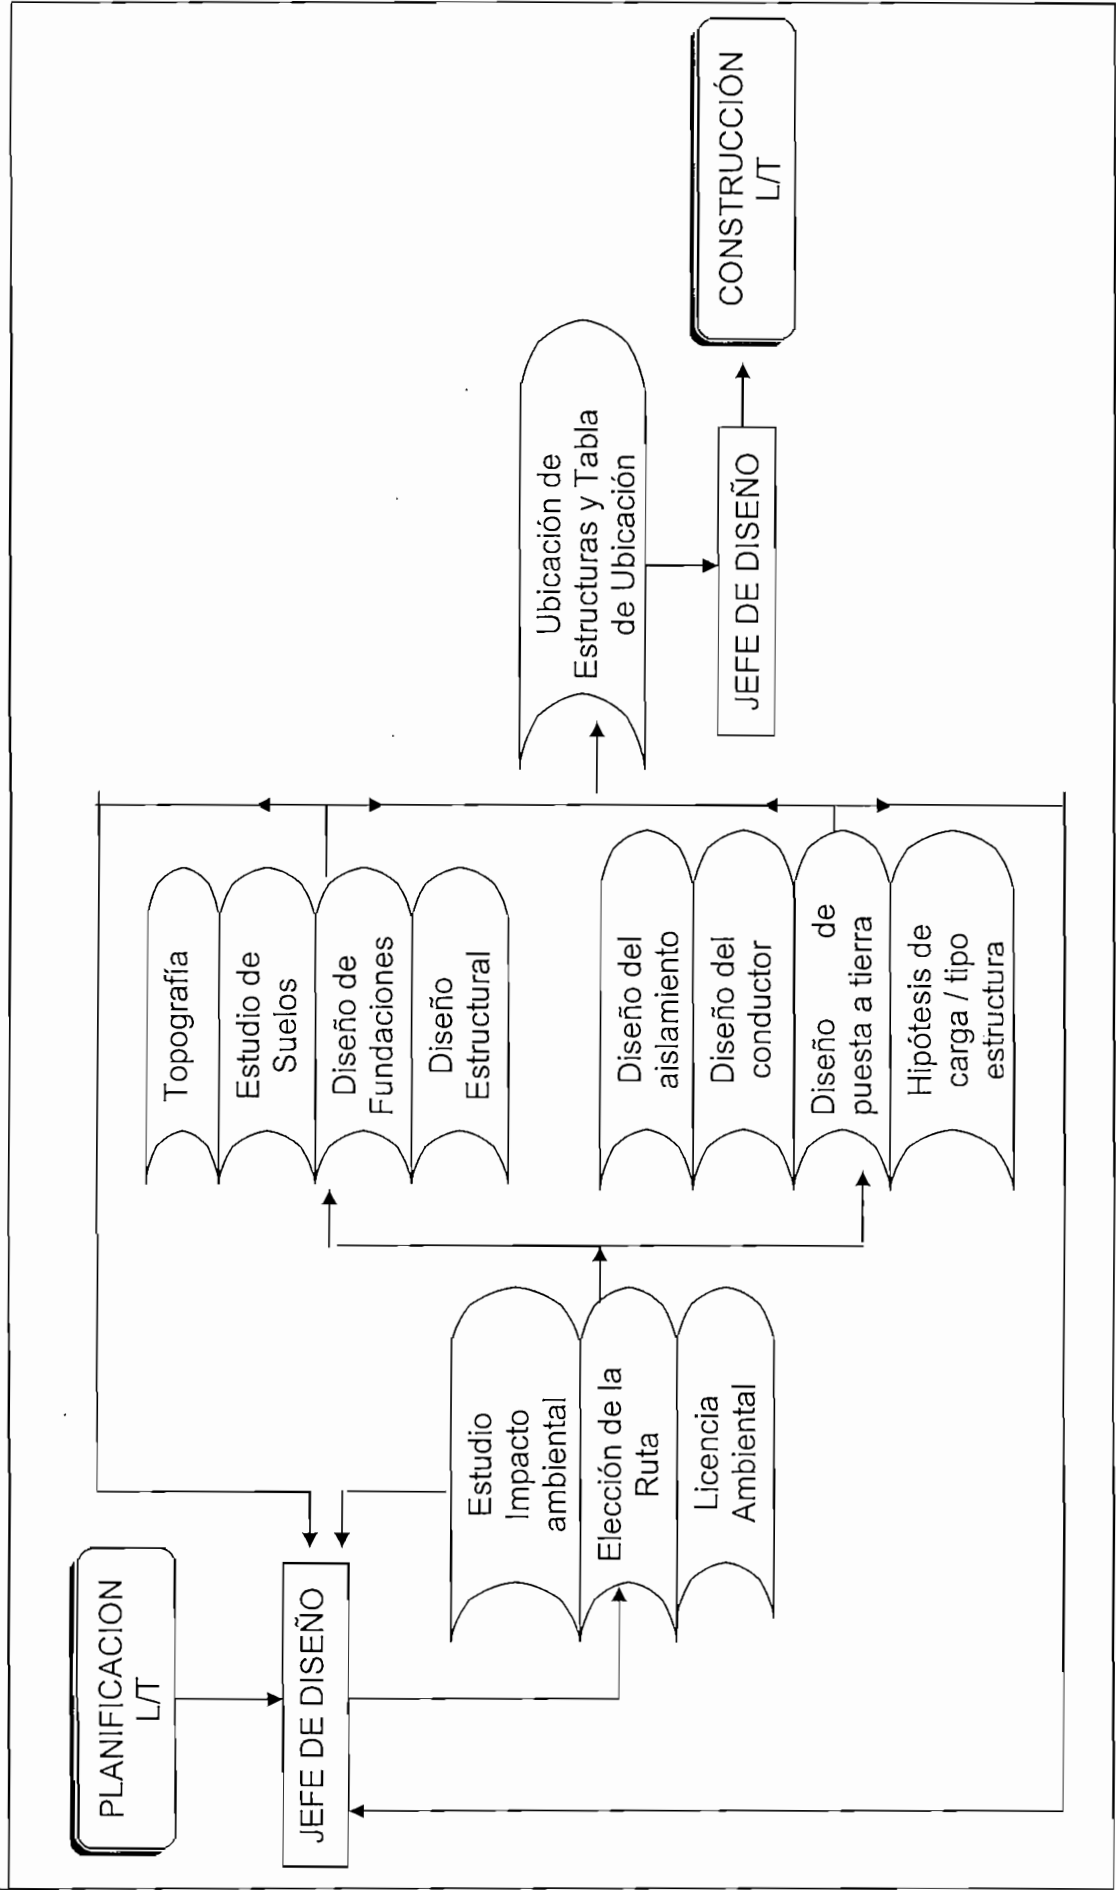 PLANIFICACION
L/T
JEFE DE DISEÑO
Estudio
Impacto
ambiental
Elección de la
Ruta
Licencia
Ambiental
Topografía
Estudio de
Suelos
Diseño de
Fundaciones
Diseño
Estructural
Diseño del
aislamiento
Diseño del
conductor
Diseño de
puesta a tierra
Hipótesis de
carga / tipo
estructura
Ubicación de
Estructuras y Tabla
de Ubicación
JEFE DE DISEÑO
CONSTRUCCIÓN
L/T